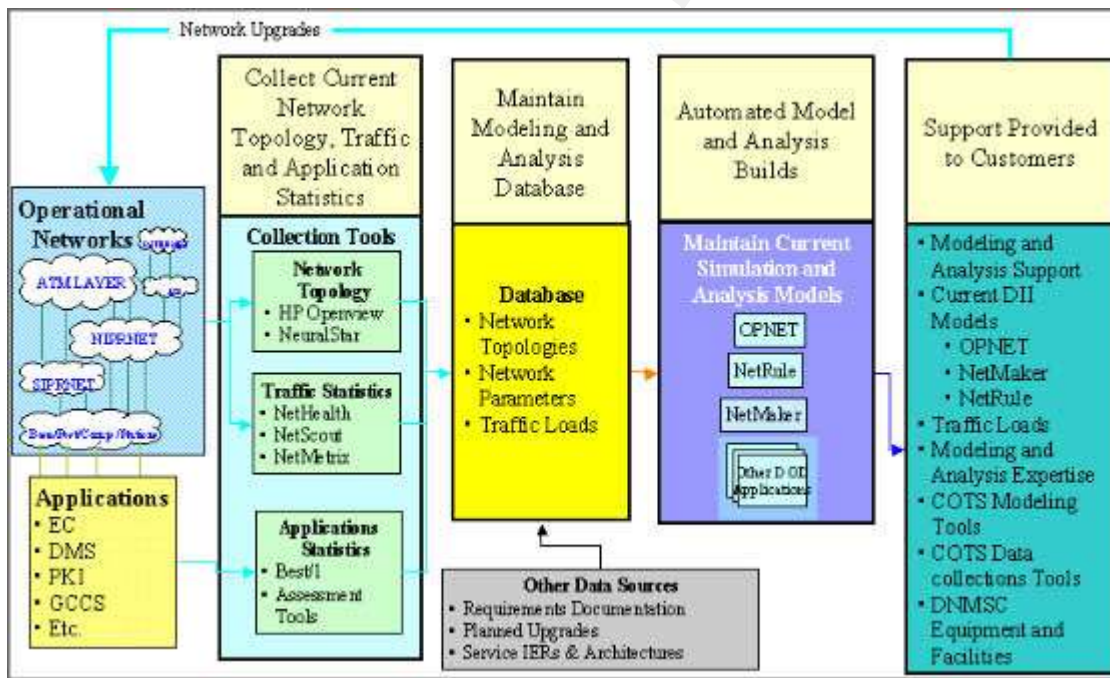 Network Upgrades
Collect Current
Network
Topology, Traffic
and Application
Statistics
Maintain
Modeling and
Analysis
Database
Automated Model
and Analysis
Builds
Support Provided
to Customers
Operational
Networks
ATM LAYER
NIPRNET
SIPRNET
Applications
• EC
• DMS
• PKI
• GCCS
• Etc.
Collection Tools
Network
Topology
• HP Openview
• NeuralStar
Traffic Statistics
• NetHealth
• NetScout
• NetMetrix
Applications
Statistics
• Best/1
• Assessment
Tools
Database
• Network
Topologies
• Network
Parameters
• Traffic Loads
Other Data Sources
• Requirements Documentation
• Planned Upgrades
• Service IERs & Architectures
Maintain Current
Simulation and
Analysis Models
OPNET
NetRule
NetMaker
Other D OD
Applications
• Modeling and
Analysis Support
• Current DII
Models
• OPNET
• NetMaker
• NetRule
• Traffic Loads
• Modeling and
Analysis Expertise
• COTS Modeling
Tools
• COTS Data
collections Tools
• DNMSC
Equipment and
Facilities